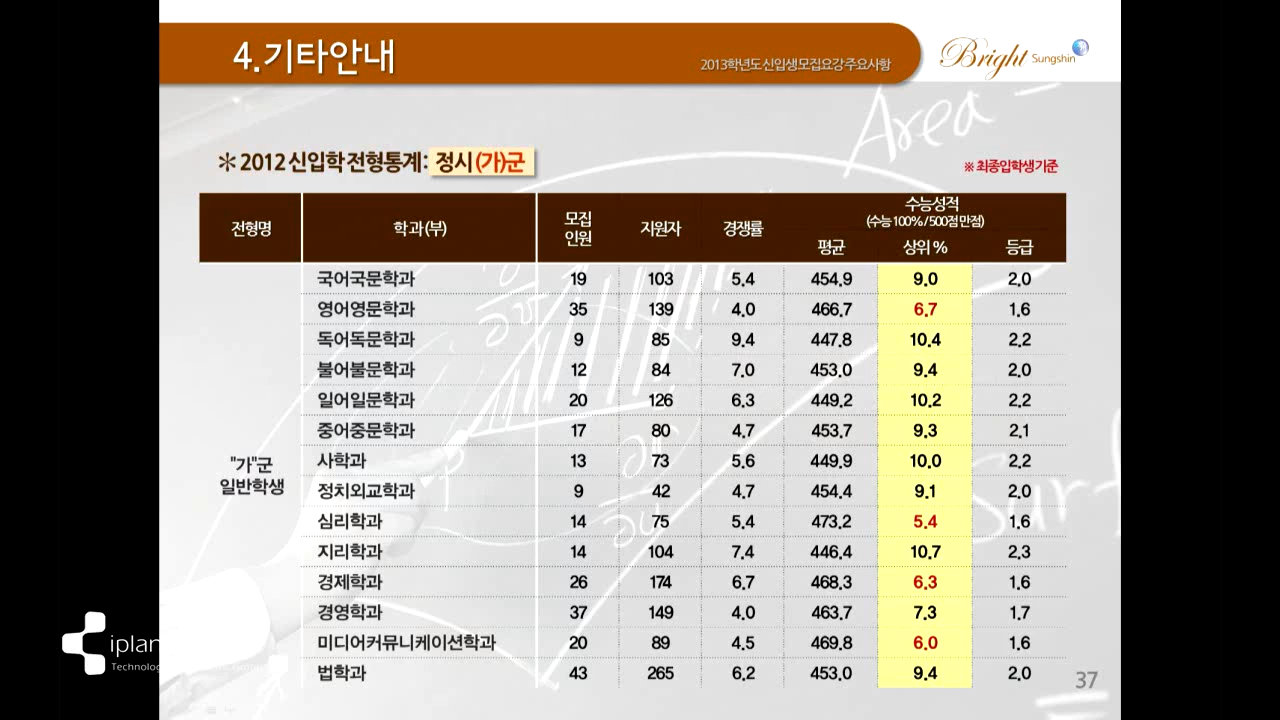 4.기타안내
2013학년도 신입생모집요강 주요사항
Bright Sungshin
Area
＊2012 신입학 전형통계: 정시 (가)군
※ 최종입학생 기준
전형명 학과(부) 모집인원 지원자 경쟁률 수능성적 (수능 100% / 500점 만점) 평균 상위 % 등급
"가"군 일반학생
국어국문학과 19 103 5.4 454.9 9.0 2.0
영어영문학과 35 139 4.0 466.7 6.7 1.6
독어독문학과 9 85 9.4 447.8 10.4 2.2
불어불문학과 12 84 7.0 453.0 9.4 2.0
일어일문학과 20 126 6.3 449.2 10.2 2.2
중어중문학과 17 80 4.7 453.7 9.3 2.1
사학과 13 73 5.6 449.9 10.0 2.2
정치외교학과 9 42 4.7 454.4 9.1 2.0
심리학과 14 75 5.4 473.2 5.4 1.6
지리학과 14 104 7.4 446.4 10.7 2.3
경제학과 26 174 6.7 468.3 6.3 1.6
경영학과 37 149 4.0 463.7 7.3 1.7
미디어커뮤니케이션학과 20 89 4.5 469.8 6.0 1.6
법학과 43 265 6.2 453.0 9.4 2.0
iplan
37